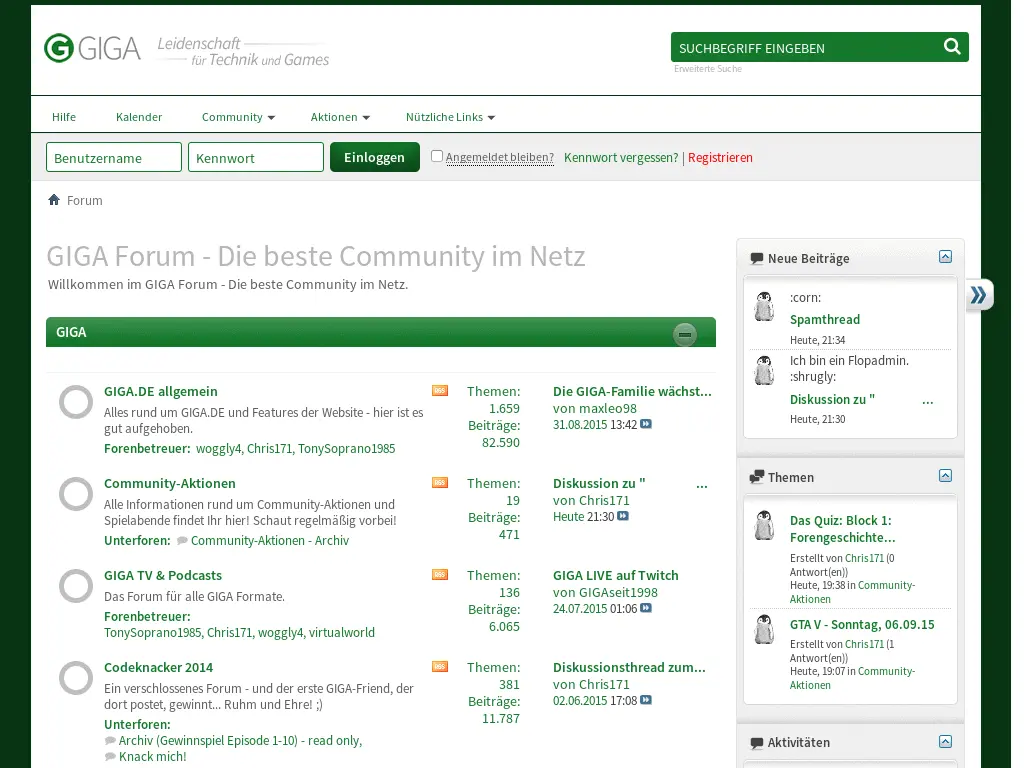 GIGA
Leidenschaft
für Technik und Games
SUCHBEGRIFF EINGEBEN
Erweiterte Suche
Hilfe Kalender Community Aktionen Nützliche Links
Benutzername Kennwort Einloggen Angemeldet bleiben? Kennwort vergessen? | Registrieren
Forum
GIGA Forum - Die beste Community im Netz
Willkommen im GIGA Forum - Die beste Community im Netz.
GIGA
GIGA.DE allgemein
Alles rund um GIGA.DE und Features der Website - hier ist es
gut aufgehoben.
Forenbetreuer: woggly4, Chris171, TonySoprano1985
RSS
Themen:
1.659
Beiträge:
82.590
Die GIGA-Familie wächst...
von maxleo98
31.08.2015 13:42
Community-Aktionen
Alle Informationen rund um Community-Aktionen und
Spielabende findet Ihr hier! Schaut regelmäßig vorbei!
Unterforen: Community-Aktionen - Archiv
RSS
Themen:
19
Beiträge:
471
Diskussion zu " ...
von Chris171
Heute 21:30
GIGA TV & Podcasts
Das Forum für alle GIGA Formate.
Forenbetreuer:
TonySoprano1985, Chris171, woggly4, virtualworld
RSS
Themen:
136
Beiträge:
6.065
GIGA LIVE auf Twitch
von GIGAseit1998
24.07.2015 01:06
Codeknacker 2014
Ein verschlossenes Forum - und der erste GIGA-Friend, der
dort postet, gewinnt... Ruhm und Ehre! ;)
Unterforen:
Archiv (Gewinnspiel Episode 1-10) - read only,
Knack mich!
RSS
Themen:
381
Beiträge:
11.787
Diskussionsthread zum...
von Chris171
02.06.2015 17:08
Neue Beiträge
:corn:
Spamthread
Heute, 21:34
Ich bin ein Flopadmin.
:shrugly:
Diskussion zu " ...
Heute, 21:30
Themen
Das Quiz: Block 1:
Forengeschichte...
Erstellt von Chris171 (0
Antwort(en))
Heute, 19:38 in Community-
Aktionen
GTA V - Sonntag, 06.09.15
Erstellt von Chris171 (1
Antwort(en))
Heute, 19:07 in Community-
Aktionen
Aktivitäten